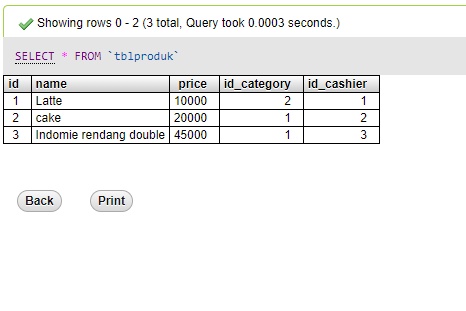 Showing rows 0 - 2 (3 total, Query took 0.0003 seconds.)
SELECT * FROM `tblproduk`
id name price id_category id_cashier
1 Latte 10000 2 1
2 cake 20000 1 2
3 Indomie rendang double 45000 1 3
Back Print